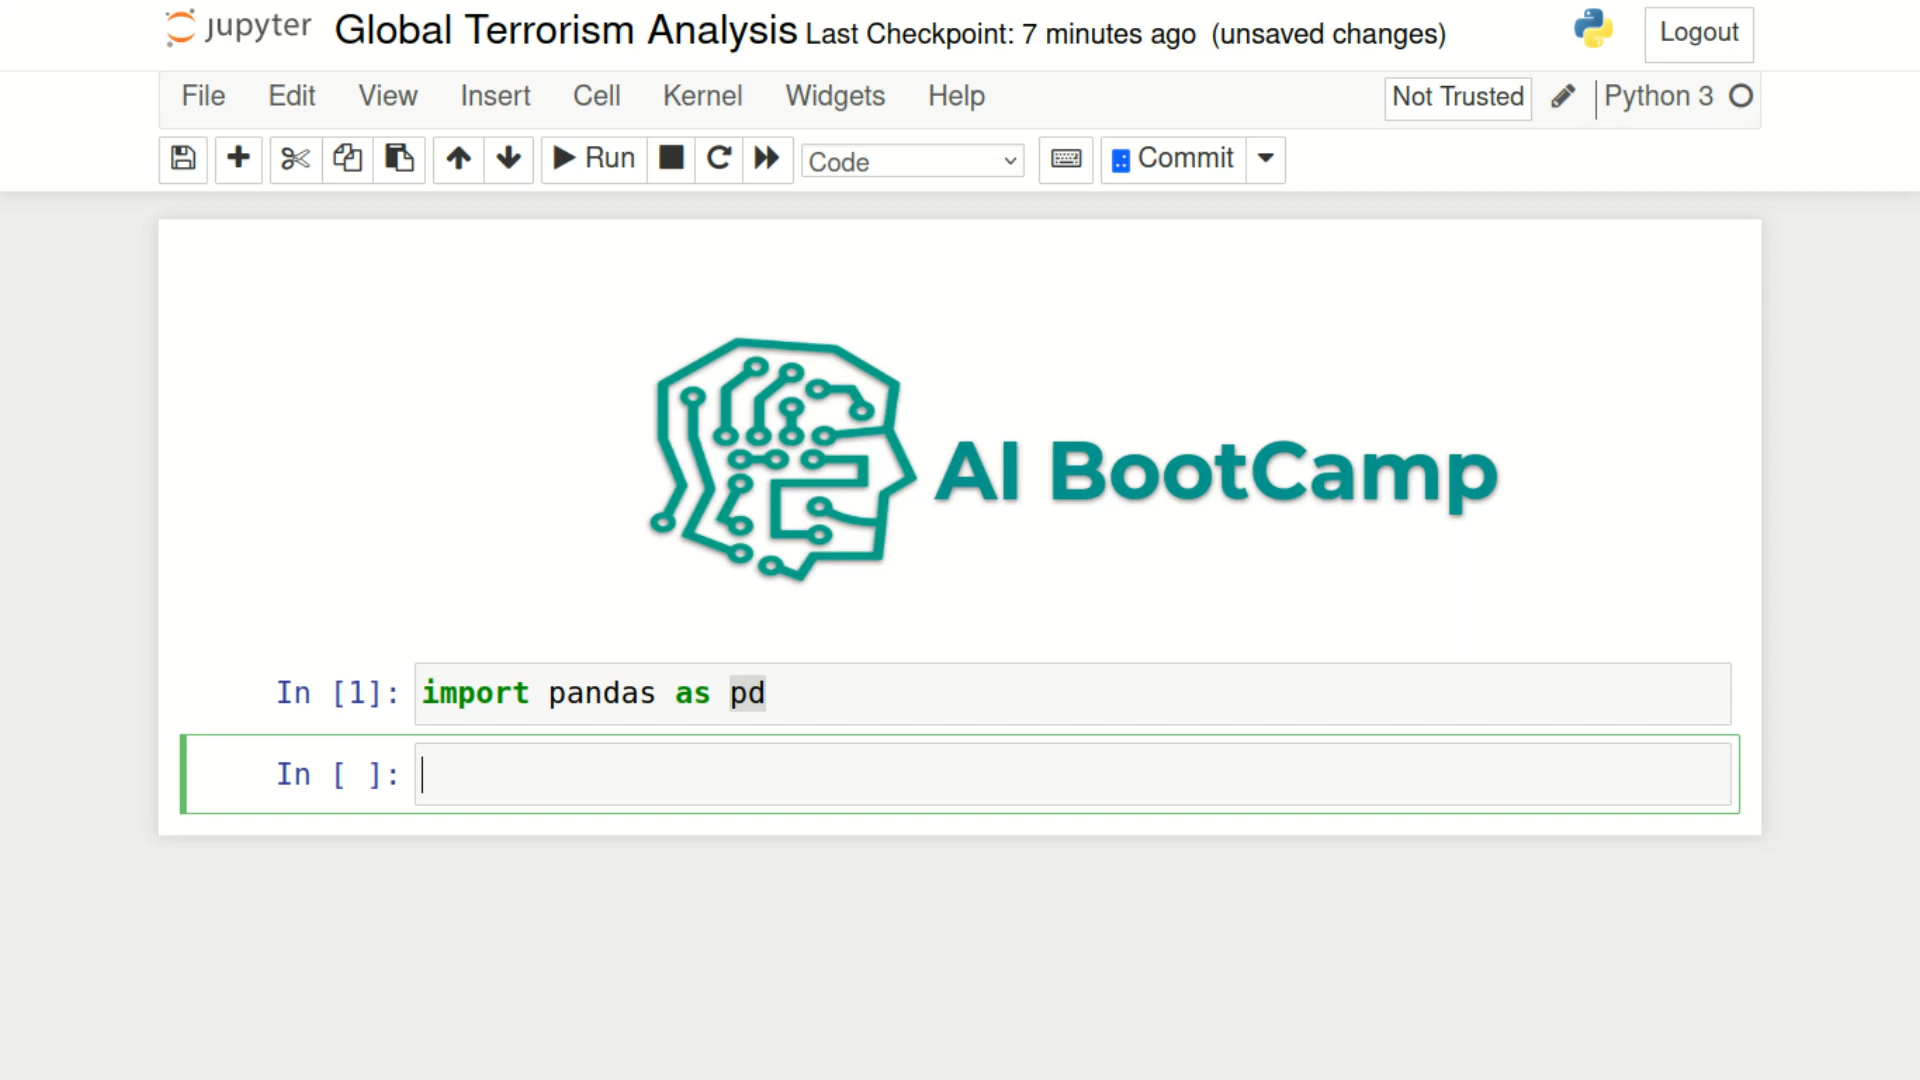 jupyter Global Terrorism Analysis Last Checkpoint: 7 minutes ago (unsaved changes) Logout
File Edit View Insert Cell Kernel Widgets Help Not Trusted Python 3
Run Code Commit
AI BootCamp
In [1]: import pandas as pd
In [ ]: